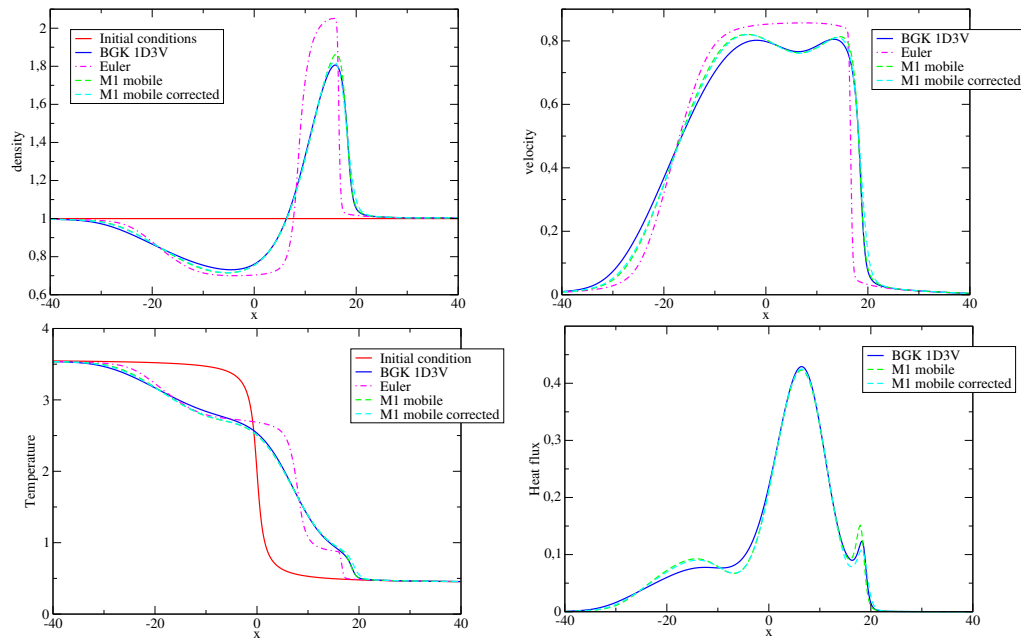 2,1
1,8
1,5
1,2
1
0,9
0,6
density
-40
-20
0
20
40
x
Initial conditions
BGK 1D3V
Euler
M1 mobile
M1 mobile corrected
0,8
0,6
0,4
0,2
0
velocity
-40
-20
0
20
40
x
BGK 1D3V
Euler
M1 mobile
M1 mobile corrected
4
3
2
1
0
Temperature
-40
-20
0
20
40
x
Initial condition
BGK 1D3V
Euler
M1 mobile
M1 mobile corrected
0,4
0,3
0,2
0,1
0
Heat flux
-40
-20
0
20
40
x
BGK 1D3V
M1 mobile
M1 mobile corrected